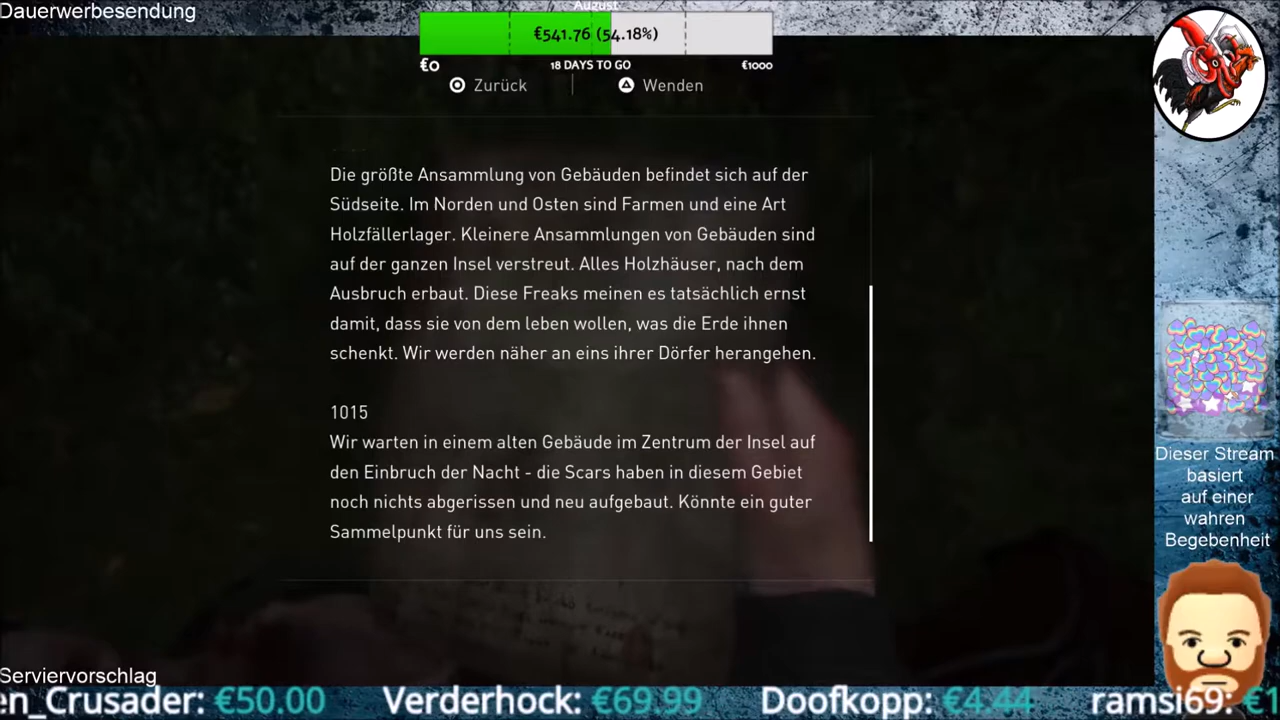 Dauerwerbesendung
August
€541.76 (54.18%)
€0
18 DAYS TO GO
€1000
Zurück
Wenden
Die größte Ansammlung von Gebäuden befindet sich auf der
Südseite. Im Norden und Osten sind Farmen und eine Art
Holzfällerlager. Kleinere Ansammlungen von Gebäuden sind
auf der ganzen Insel verstreut. Alles Holzhäuser, nach dem
Ausbruch erbaut. Diese Freaks meinen es tatsächlich ernst
damit, dass sie von dem leben wollen, was die Erde ihnen
schenkt. Wir werden näher an eins ihrer Dörfer herangehen.
1015
Wir warten in einem alten Gebäude im Zentrum der Insel auf
den Einbruch der Nacht - die Scars haben in diesem Gebiet
noch nichts abgerissen und neu aufgebaut. Könnte ein guter
Sammelpunkt für uns sein.
Dieser Stream
basiert
auf einer
wahren
Begebenheit
Serviervorschlag
en_Crusader: €50.00 Verderhock: €69.99 Doofkopp: €4.44 ramsi69: €1